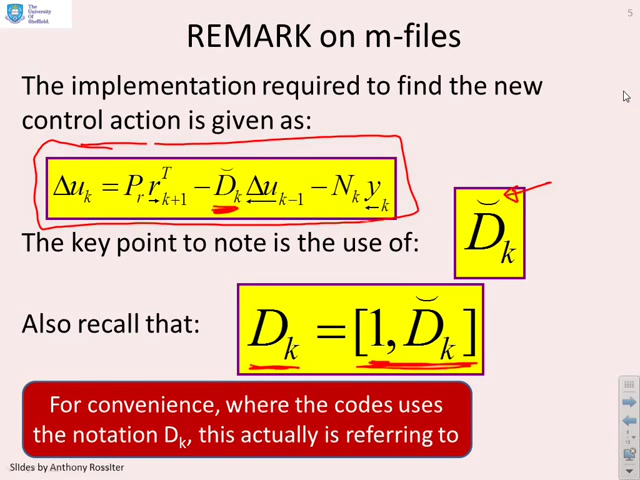 The
University
Of
Sheffield.
5
REMARK on m-files
The implementation required to find the new
control action is given as:
Δu_k = P_r r_{→k+1}^T − D̆_k Δu_{←k−1} − N_k y_{←k}
The key point to note is the use of:
D̆_k
Also recall that:
D_k = [1, D̆_k]
For convenience, where the codes uses
the notation D_k, this actually is referring to
Slides by Anthony Rossiter